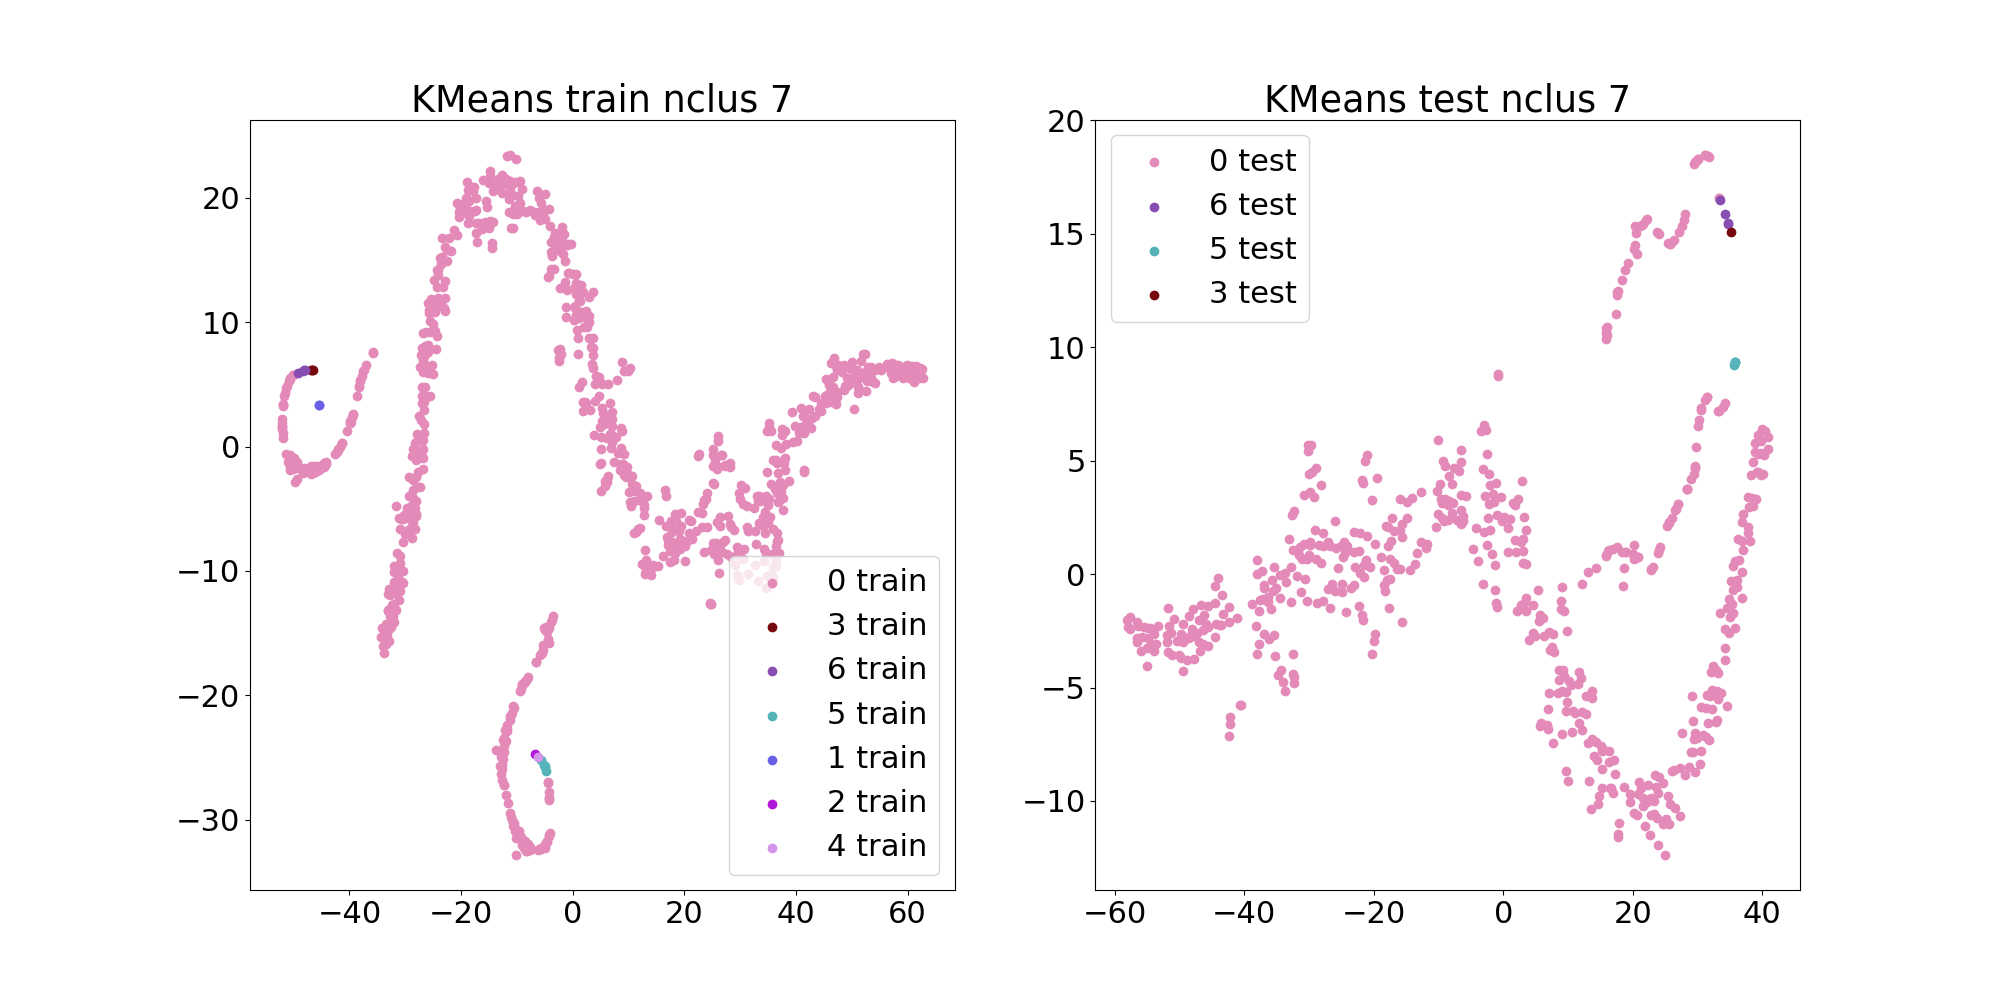 KMeans train nclus 7
20
10
0
−10
−20
−30
−40
−20
0
20
40
60
0 train
3 train
6 train
5 train
1 train
2 train
4 train
KMeans test nclus 7
20
15
10
5
0
−5
−10
−60
−40
−20
0
20
40
0 test
6 test
5 test
3 test